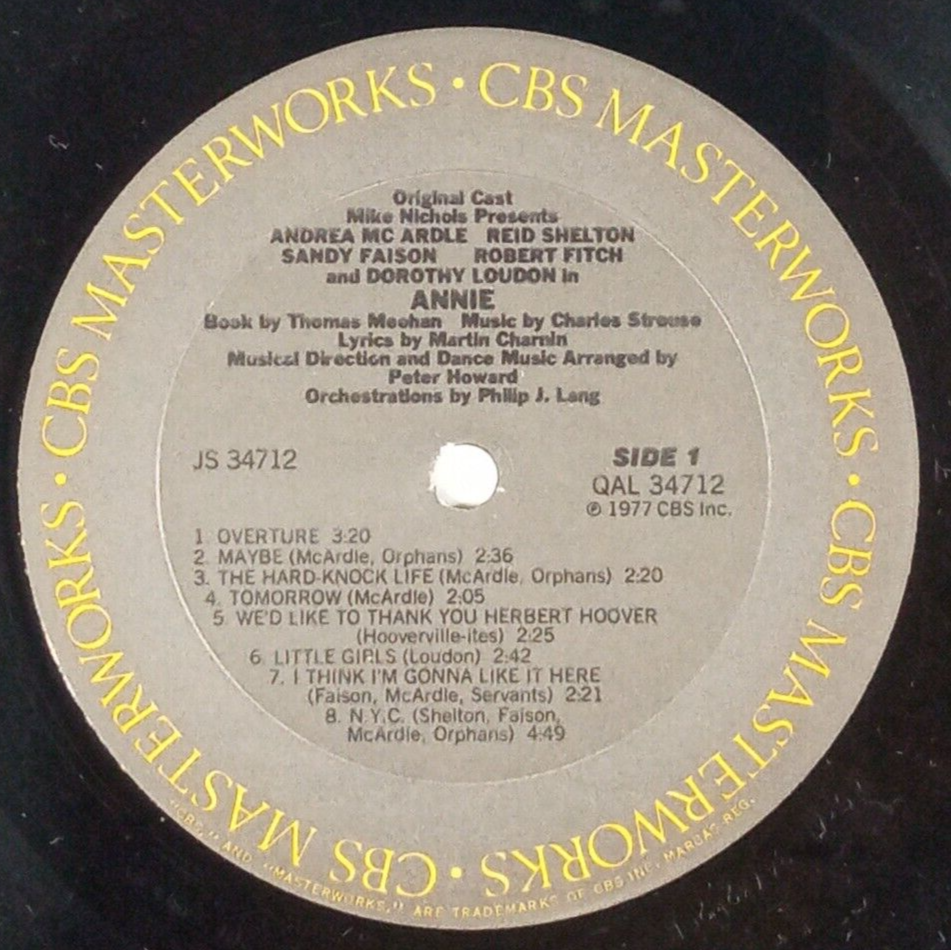 CBS MASTERWORKS · CBS MASTERWORKS · CBS MASTERWORKS · CBS MASTERWORKS ·
Original Cast
Mike Nichols Presents
ANDREA MC ARDLE REID SHELTON
SANDY FAISON ROBERT FITCH
and DOROTHY LOUDON in
ANNIE
Book by Thomas Meehan Music by Charles Strouse
Lyrics by Martin Charnin
Musical Direction and Dance Music Arranged by
Peter Howard
Orchestrations by Philip J. Lang
JS 34712
SIDE 1
QAL 34712
℗ 1977 CBS Inc.
1. OVERTURE 3:20
2. MAYBE (McArdle, Orphans) 2:36
3. THE HARD-KNOCK LIFE (McArdle, Orphans) 2:20
4. TOMORROW (McArdle) 2:05
5. WE'D LIKE TO THANK YOU HERBERT HOOVER
(Hooverville-ites) 2:25
6. LITTLE GIRLS (Loudon) 2:42
7. I THINK I'M GONNA LIKE IT HERE
(Faison, McArdle, Servants) 2:21
8. N.Y.C. (Shelton, Faison,
McArdle, Orphans) 4:49
"CBS," AND "MASTERWORKS," ARE TRADEMARKS OF CBS INC. MARCAS REG.